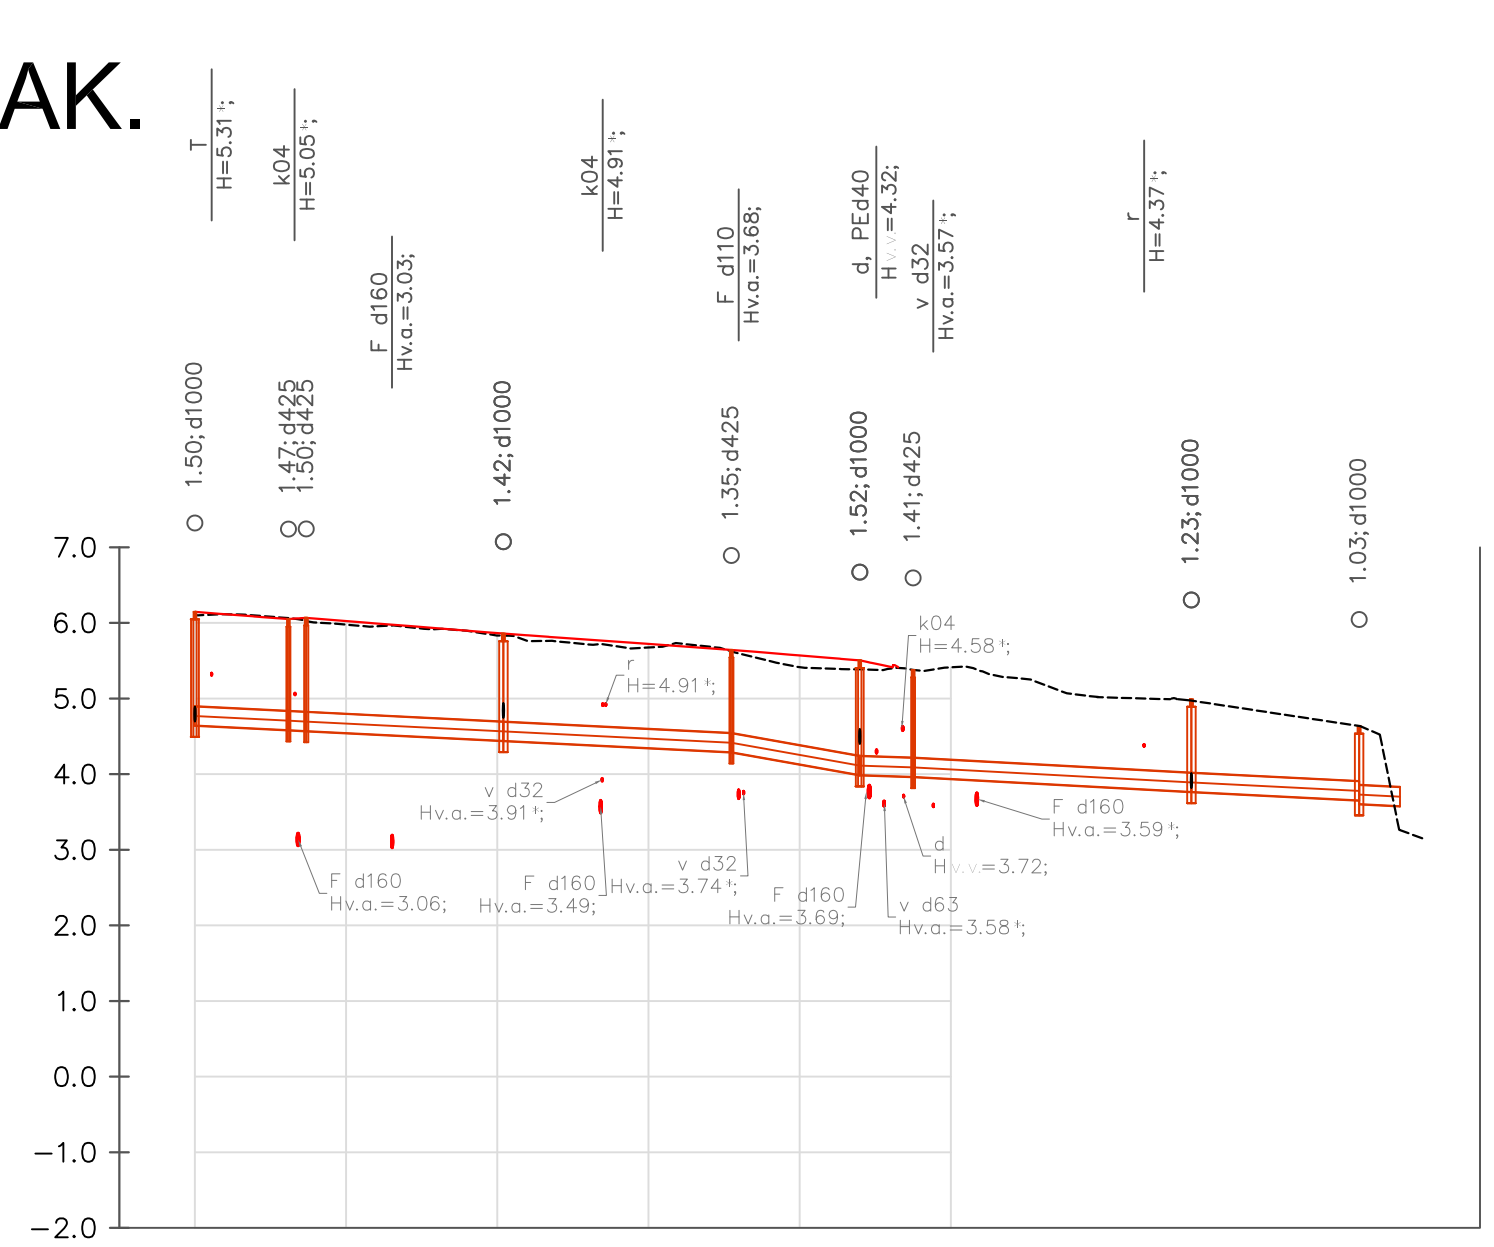 AK.
T
H=5.31*;
k04
H=5.05*;
F d160
Hv.a.=3.03;
k04
H=4.91*;
F d110
Hv.a.=3.68;
d, PEd40
Hv.v.=4.32;
v d32
Hv.a.=3.57*;
r
H=4.37*;
1.50; d1000
1.47; d425
1.50; d425
1.42; d1000
1.35; d425
1.52; d1000
1.41; d425
1.23; d1000
1.03; d1000
7.0
6.0
5.0
4.0
3.0
2.0
1.0
0.0
-1.0
-2.0
k04
H=4.58*;
r
H=4.91*;
v d32
Hv.a.=3.91*;
F d160
Hv.a.=3.06;
F d160
Hv.a.=3.49;
v d32
Hv.a.=3.74*;
F d160
Hv.a.=3.69;
d
Hv.v.=3.72;
v d63
Hv.a.=3.58*;
F d160
Hv.a.=3.59*;